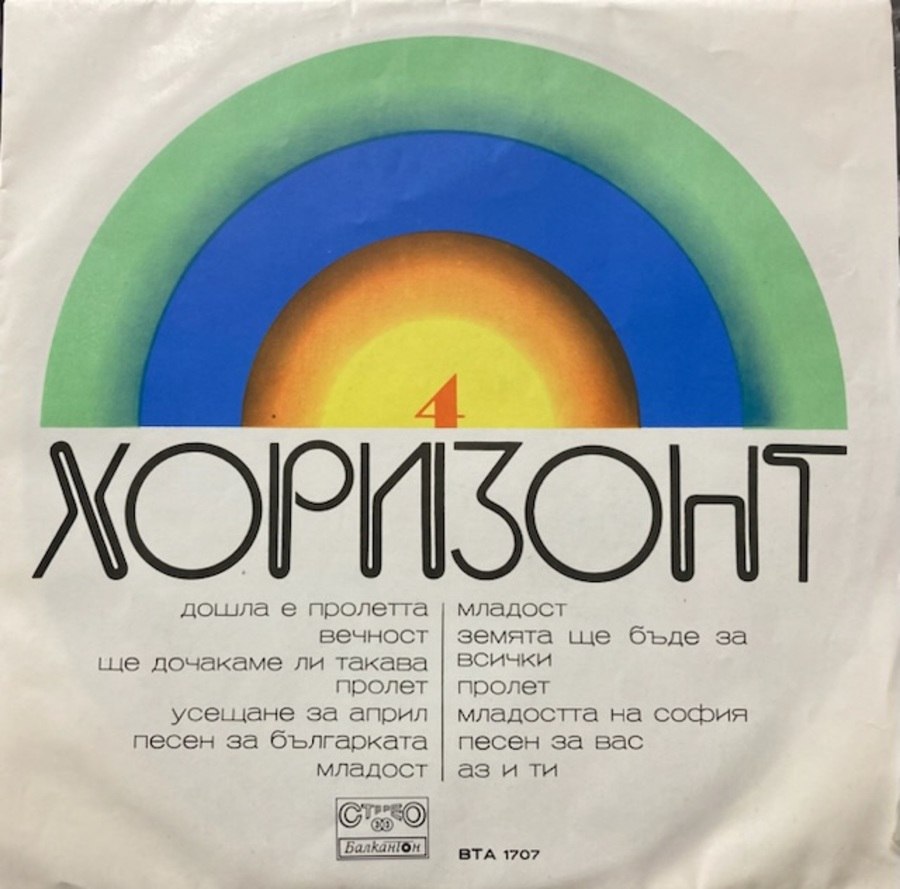 4
ХОРИЗОНТ
дошла е пролетта
вечност
ще дочакаме ли такава
пролет
усещане за април
песен за българката
младост
младост
земята ще бъде за
всички
пролет
младостта на софия
песен за вас
аз и ти
СТЕРЕО
33
Балкантон
ВТА 1707